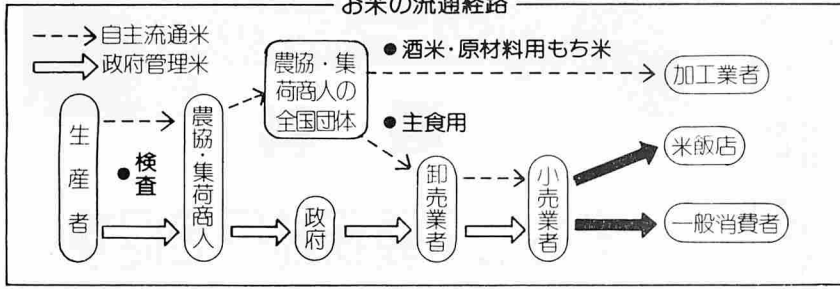 お米の流通経路
自主流通米
政府管理米
生産者
●検査
農協・集荷商人
農協・集
荷商人の
全国団体
●酒米・原材料用もち米
●主食用
政府
卸売業者
小売業者
加工業者
米飯店
一般消費者